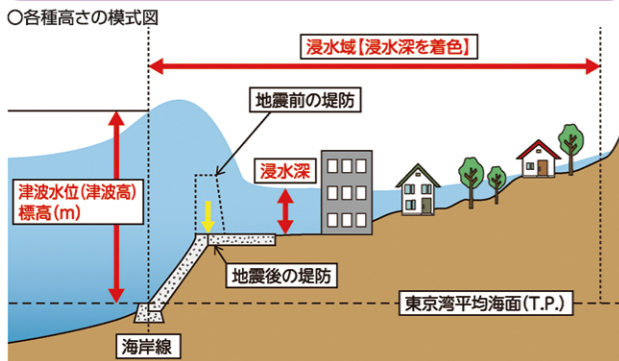 〇各種高さの模式図
浸水域【浸水深を着色】
地震前の堤防
浸水深
津波水位(津波高)
標高(m)
地震後の堤防
東京湾平均海面(T.P.)
海岸線